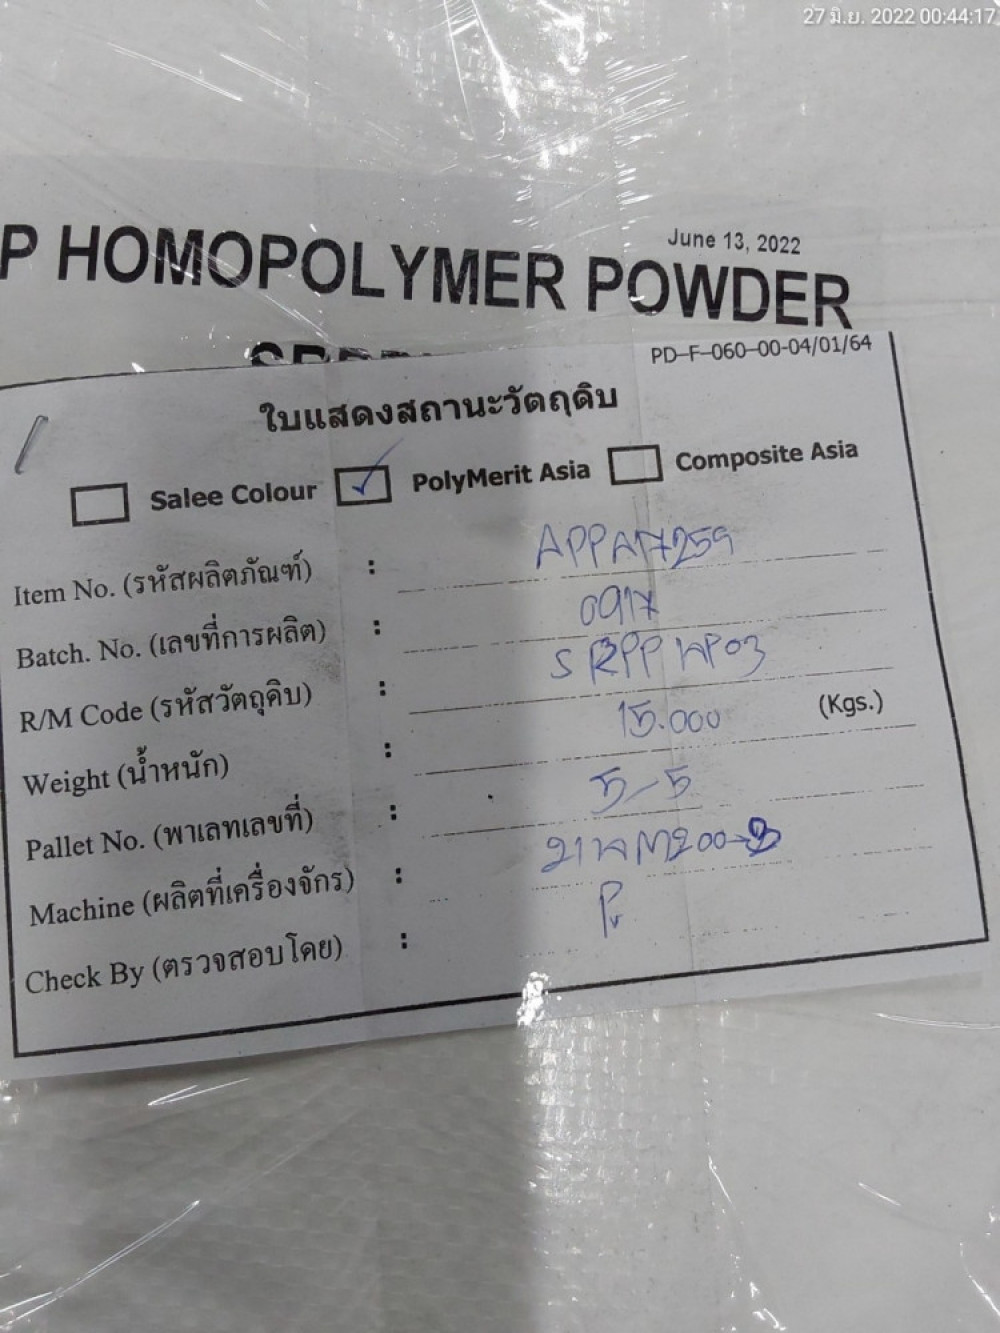 27 มิ.ย. 2022 00:44:17
June 13, 2022
P HOMOPOLYMER POWDER
PD-F-060-00-04/01/64
ใบแสดงสถานะวัตถุดิบ
Salee Colour PolyMerit Asia Composite Asia
Item No. (รหัสผลิตภัณฑ์) : APPA17259
Batch. No. (เลขที่การผลิต) : 0917
R/M Code (รหัสวัตถุดิบ) :
Weight (น้ำหนัก) : 15.000 (Kgs.)
Pallet No. (พาเลทเลขที่) : 5-5
Machine (ผลิตที่เครื่องจักร) :
Check By (ตรวจสอบโดย) :